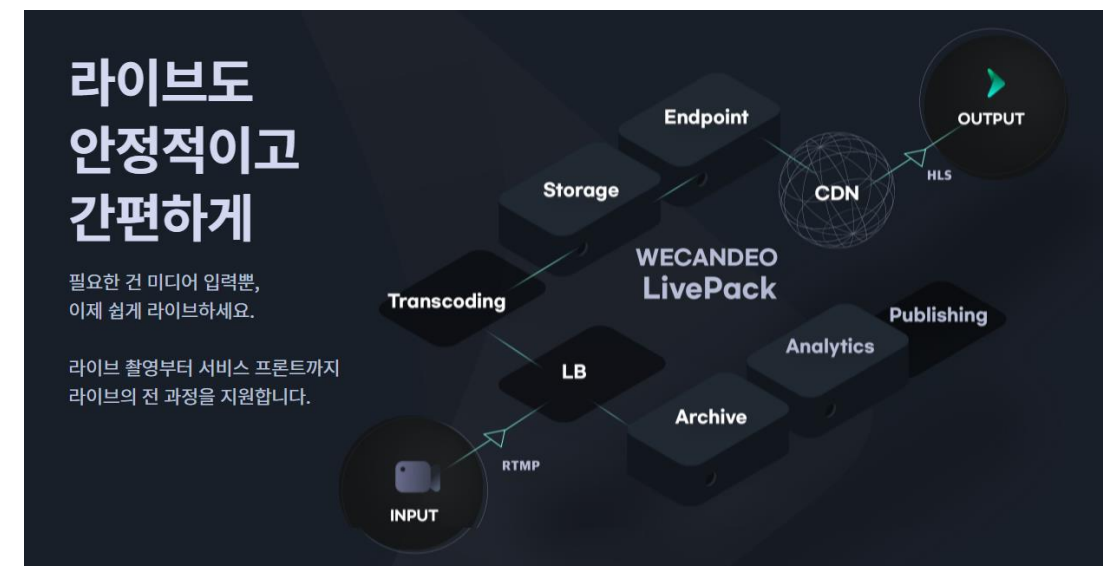 라이브도
안정적이고
간편하게
필요한 건 미디어 입력뿐,
이제 쉽게 라이브하세요.
라이브 촬영부터 서비스 프론트까지
라이브의 전 과정을 지원합니다.
OUTPUT
Endpoint
HLS
CDN
Storage
WECANDEO
LivePack
Transcoding
Publishing
Analytics
LB
Archive
RTMP
INPUT